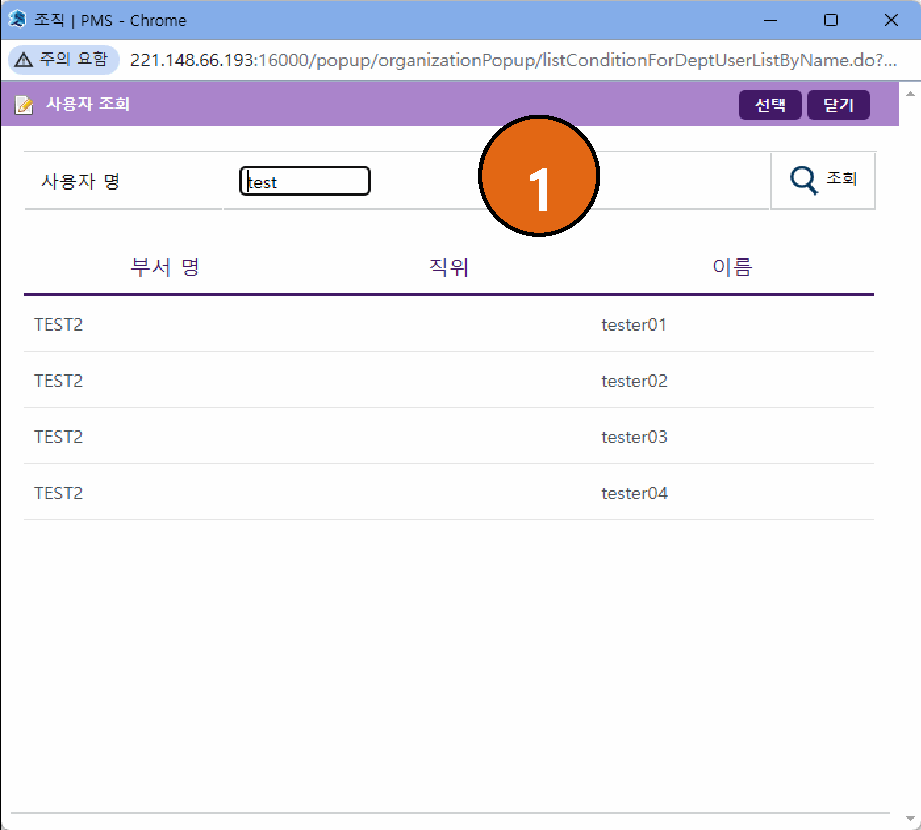 조직 | PMS - Chrome
주의 요함 221.148.66.193:16000/popup/organizationPopup/listConditionForDeptUserListByName.do?...
사용자 조회 선택 닫기
사용자 명 test 1 조회
부서 명 직위 이름
TEST2 tester01
TEST2 tester02
TEST2 tester03
TEST2 tester04